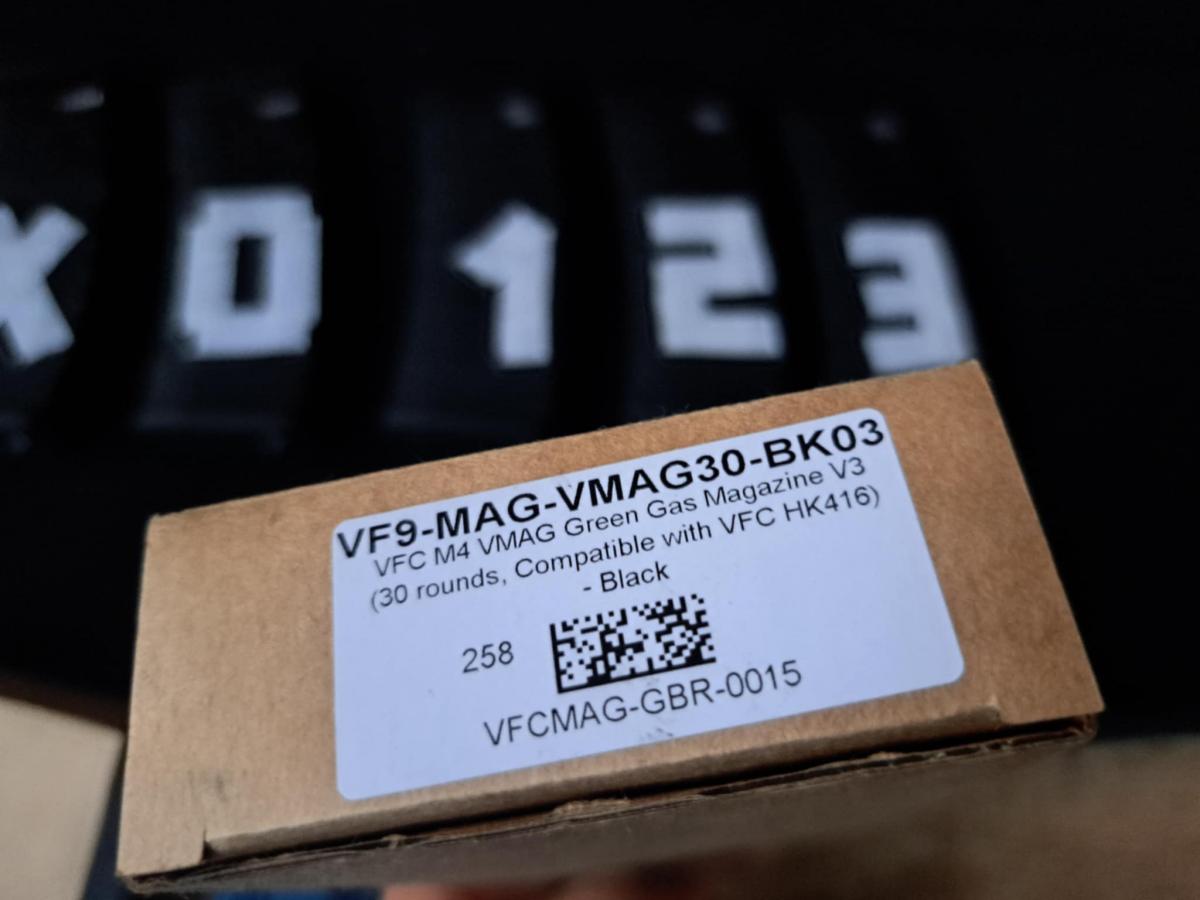 X 0 1 2 3
VF9-MAG-VMAG30-BK03
VFC M4 VMAG Green Gas Magazine V3
(30 rounds, Compatible with VFC HK416)
- Black
258
VFCMAG-GBR-0015